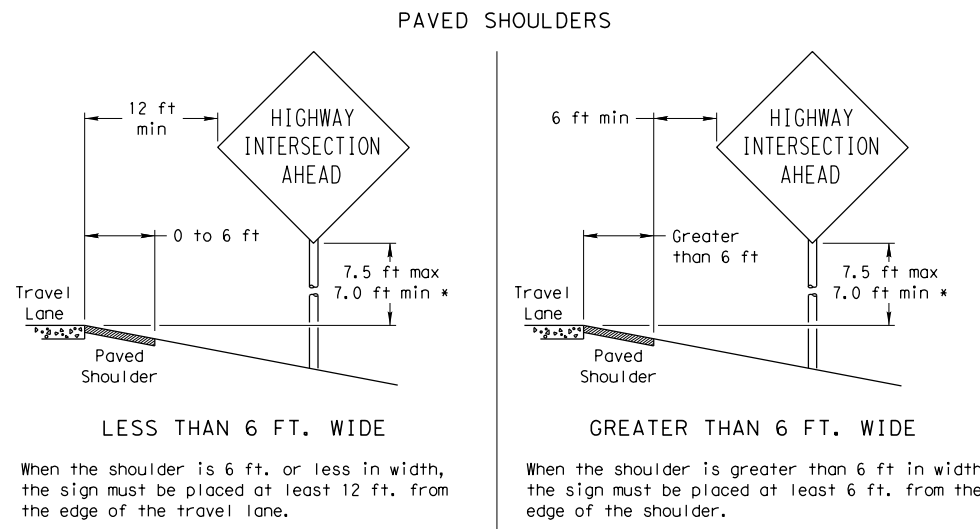 PAVED SHOULDERS
12 ft
min
HIGHWAY
INTERSECTION
AHEAD
0 to 6 ft
7.5 ft max
7.0 ft min *
Travel
Lane
Paved
Shoulder
LESS THAN 6 FT. WIDE
When the shoulder is 6 ft. or less in width,
the sign must be placed at least 12 ft. from
the edge of the travel lane.
6 ft min
HIGHWAY
INTERSECTION
AHEAD
Greater
than 6 ft
7.5 ft max
7.0 ft min *
Travel
Lane
Paved
Shoulder
GREATER THAN 6 FT. WIDE
When the shoulder is greater than 6 ft in width
the sign must be placed at least 6 ft. from the
edge of the shoulder.